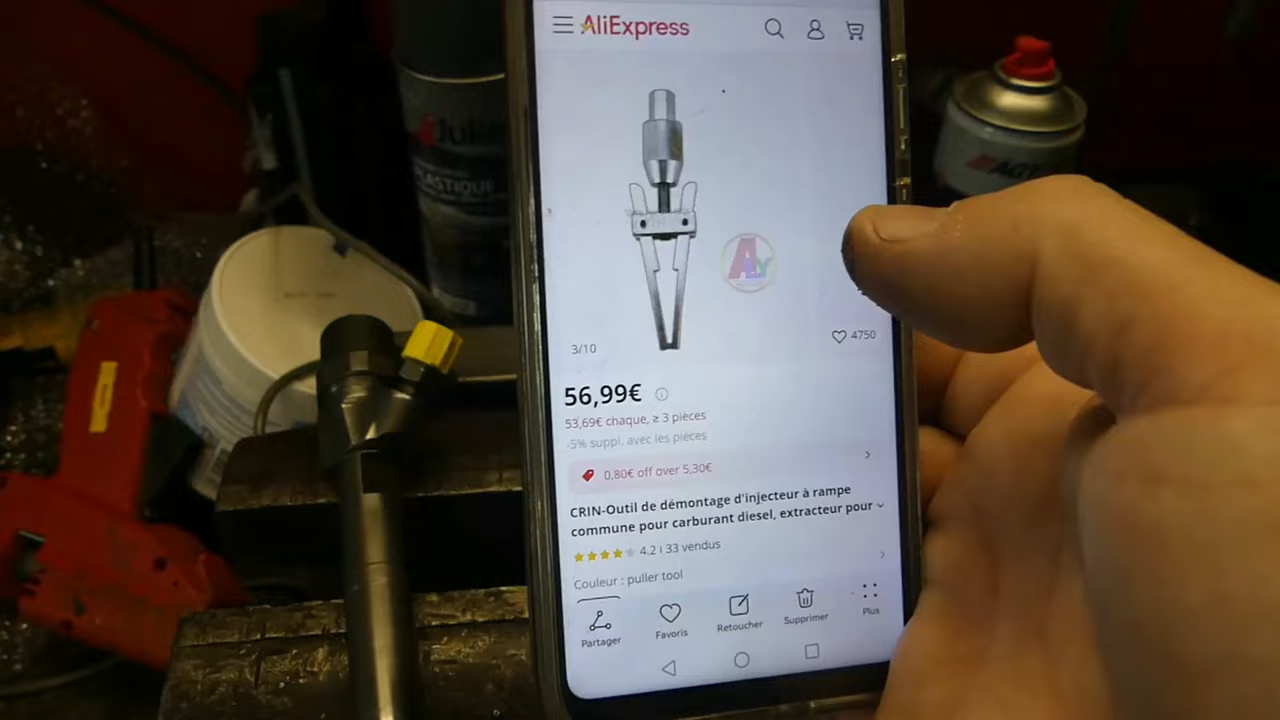 AliExpress
3/10
4750
56,99€
53,69€ chaque, ≥ 3 pièces
-5% suppl. avec les pièces
0,80€ off over 5,30€
CRIN-Outil de démontage d'injecteur à rampe
commune pour carburant diesel, extracteur pour
4.2 | 33 vendus
Couleur : puller tool
Partager
Favoris
Retoucher
Supprimer
Plus
PLASTIQUE